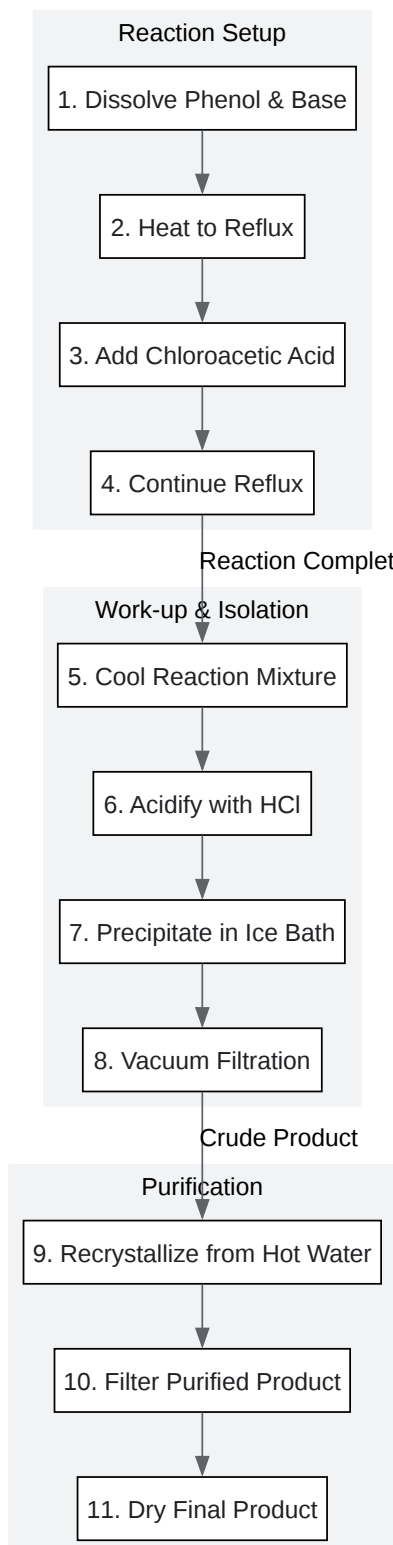 Reaction Setup
1. Dissolve Phenol & Base
2. Heat to Reflux
3. Add Chloroacetic Acid
4. Continue Reflux
Reaction Complet
Work-up & Isolation
5. Cool Reaction Mixture
6. Acidify with HCl
7. Precipitate in Ice Bath
8. Vacuum Filtration
Crude Product
Purification
9. Recrystallize from Hot Water
10. Filter Purified Product
11. Dry Final Product